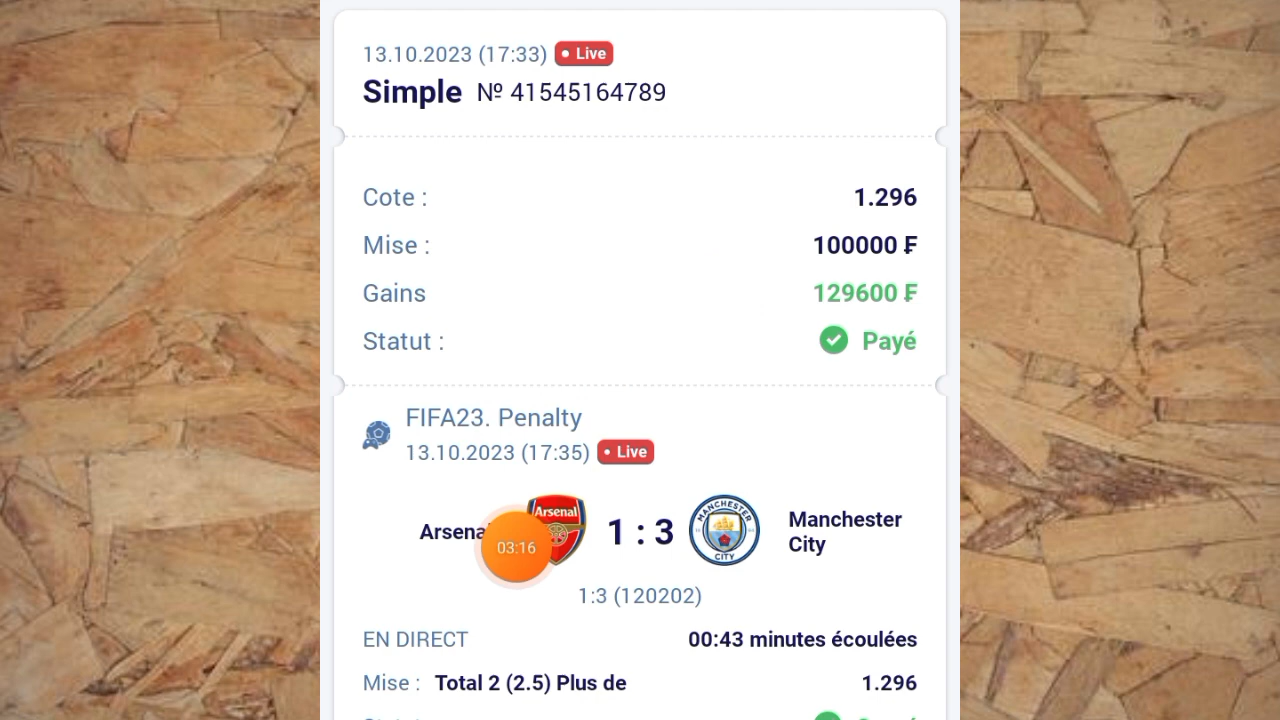 13.10.2023 (17:33) • Live
Simple № 41545164789
Cote : 1.296
Mise : 100000 ₣
Gains 129600 ₣
Statut : Payé
FIFA23. Penalty
13.10.2023 (17:35) • Live
Arsenal
Arsenal
03:16
1 : 3
MANCHESTER
CITY
Manchester
City
1:3 (120202)
EN DIRECT 00:43 minutes écoulées
Mise : Total 2 (2.5) Plus de 1.296